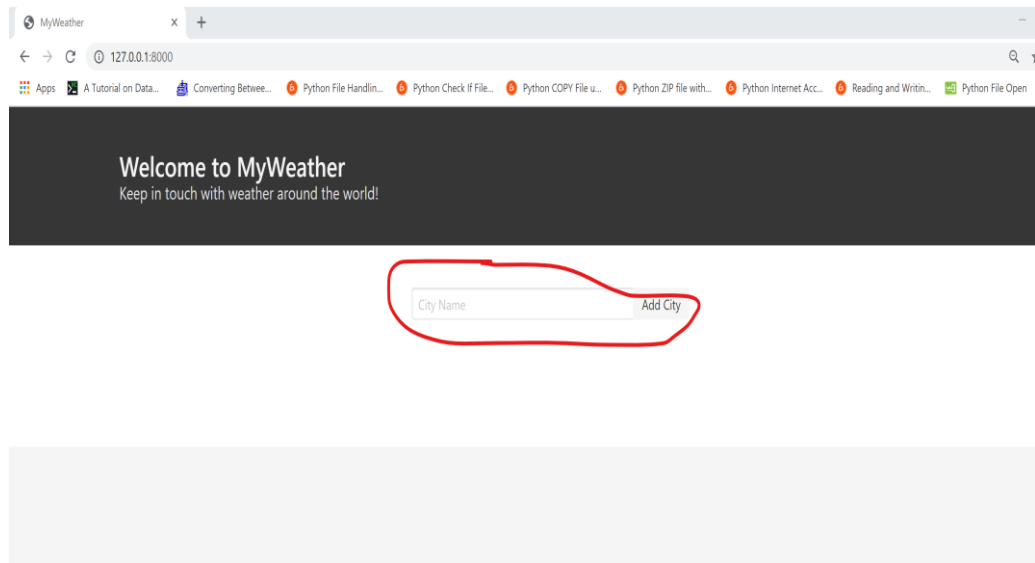 MyWeather
127.0.0.1:8000
Apps A Tutorial on Data... Converting Betwee... Python File Handlin... Python Check If File... Python COPY File u... Python ZIP file with... Python Internet Acc... Reading and Writin... Python File Open
Welcome to MyWeather
Keep in touch with weather around the world!
City Name Add City